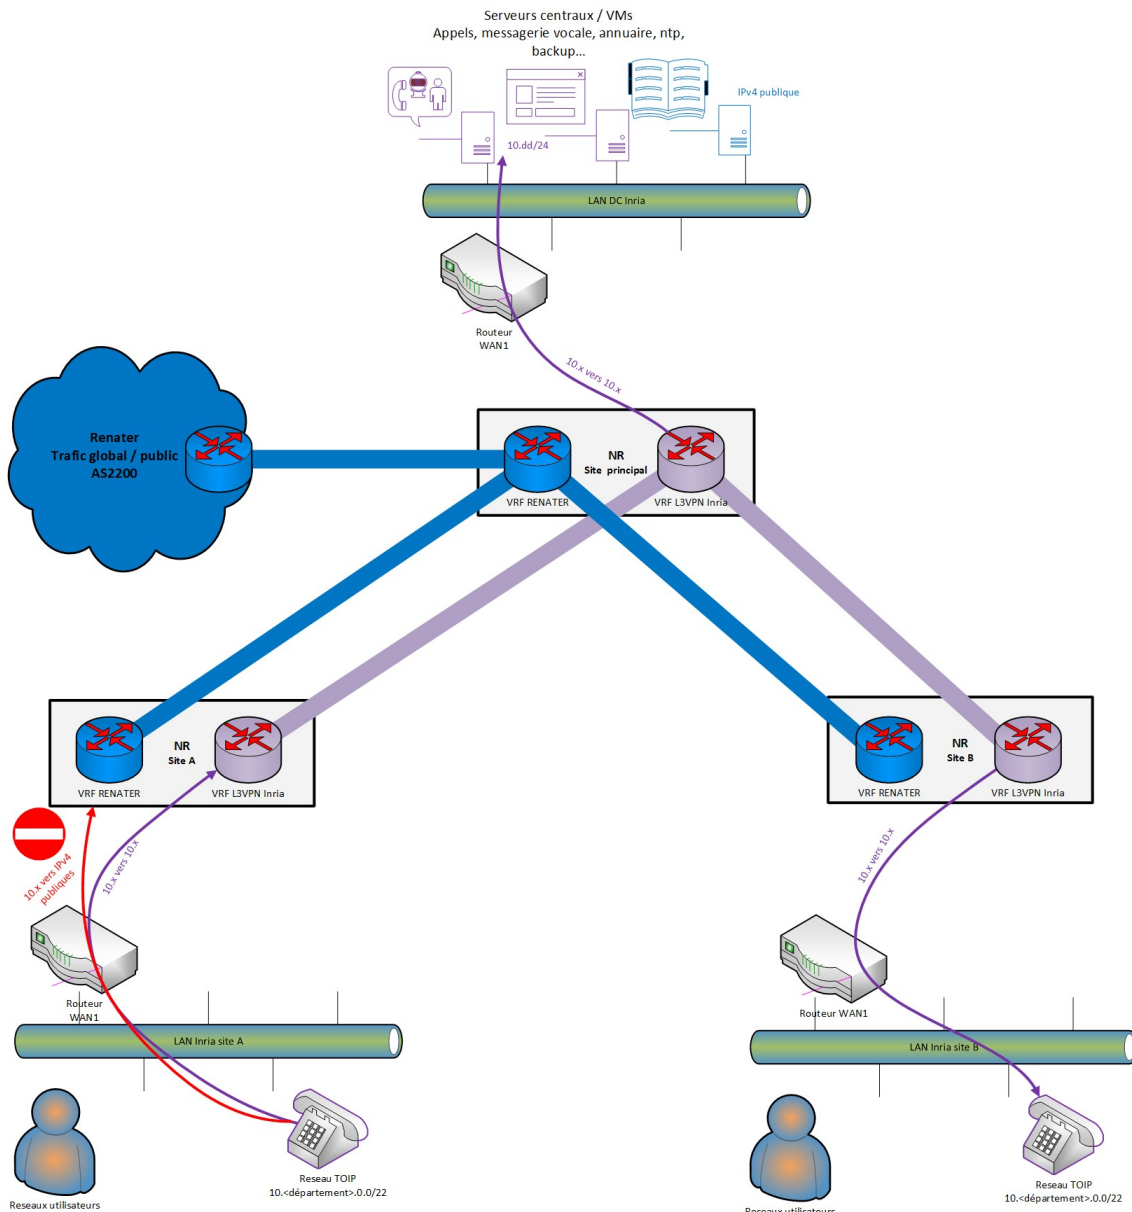 Serveurs centraux / VMs
Appels, messagerie vocale, annuaire, ntp,
backup...
IPv4 publique
10.dd/24
LAN DC Inria
Routeur
WAN1
10.x vers 10.x
Renater
Trafic global / public
AS2200
NR
Site principal
VRF RENATER
VRF L3VPN Inria
NR
Site A
VRF RENATER
VRF L3VPN Inria
NR
Site B
VRF RENATER
VRF L3VPN Inria
10.x vers IPv4
publiques
10.x vers 10.x
10.x vers 10.x
Routeur
WAN1
Routeur WAN1
LAN Inria site A
LAN Inria site B
Reseau TOIP
10.<département>.0.0/22
Reseaux utilisateurs
Reseau TOIP
10.<département>.0.0/22
Reseaux utilisateurs